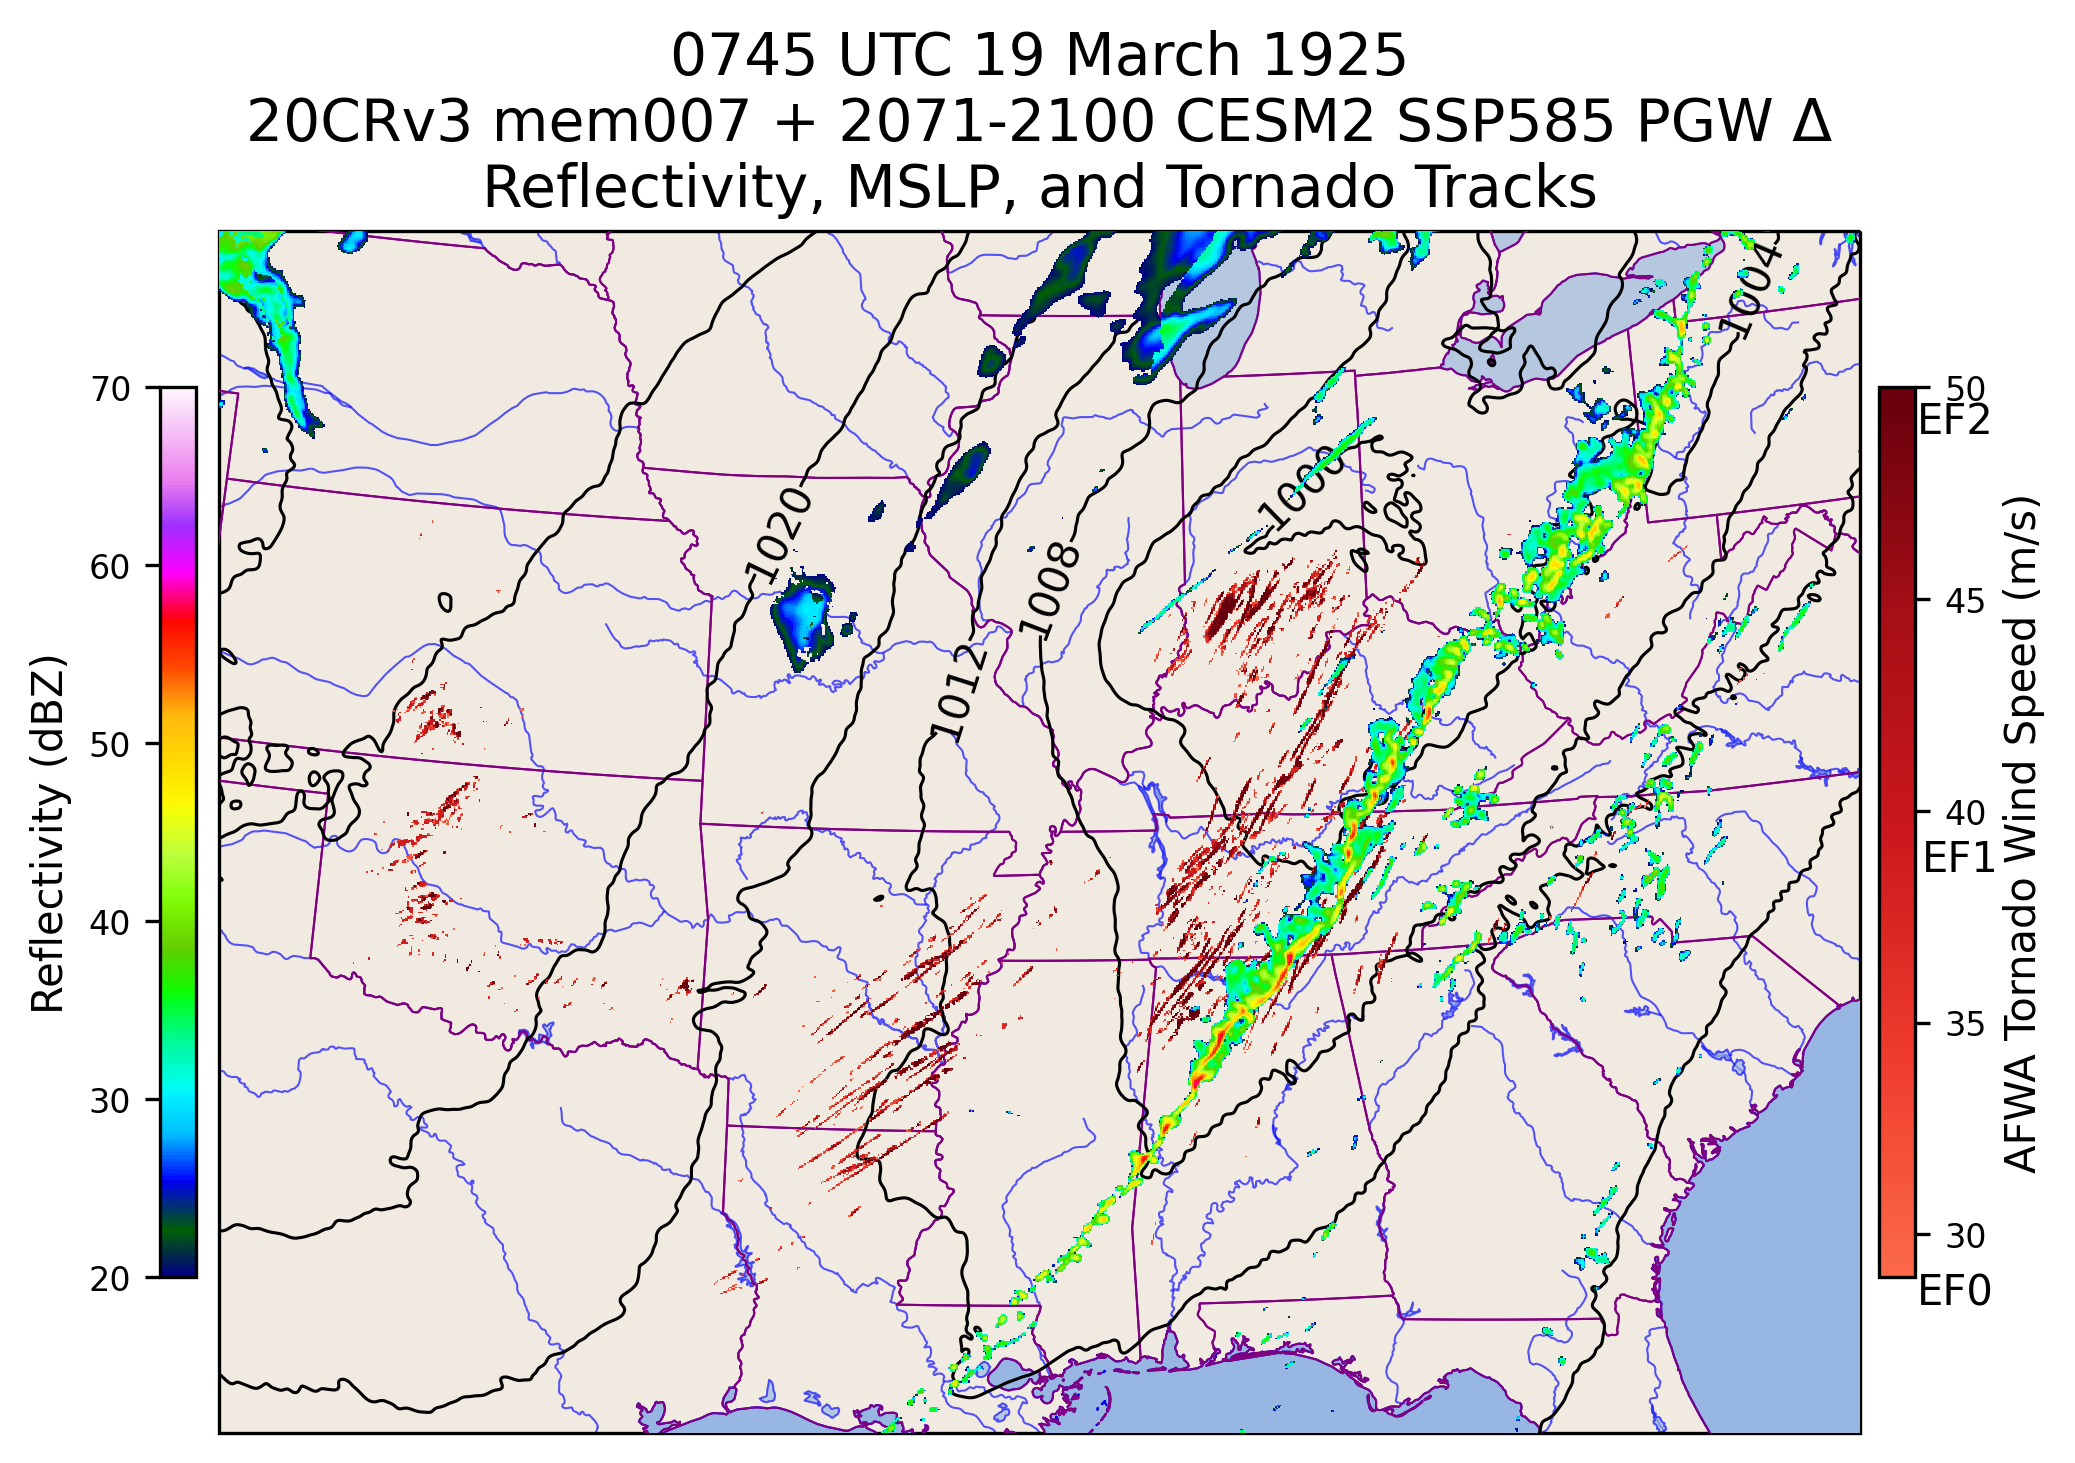 0745 UTC 19 March 1925
20CRv3 mem007 + 2071-2100 CESM2 SSP585 PGW Δ
Reflectivity, MSLP, and Tornado Tracks
70
60
50
40
30
20
Reflectivity (dBZ)
1004
1000
1020
1008
1012
50
EF2
45
40
EF1
35
30
EF0
AFWA Tornado Wind Speed (m/s)